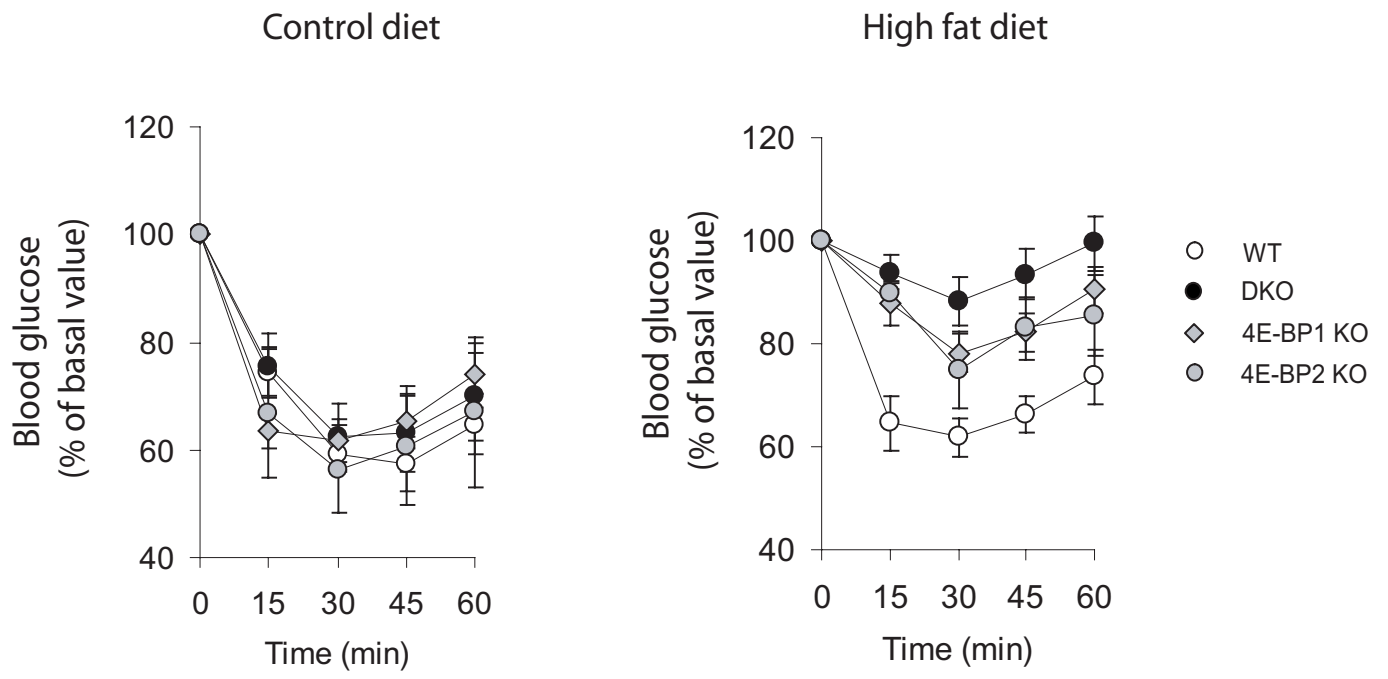 Control diet
120
100
80
60
40
0 15 30 45 60
Time (min)
Blood glucose
(% of basal value)
High fat diet
120
100
80
60
40
0 15 30 45 60
Time (min)
Blood glucose
(% of basal value)
WT
DKO
4E-BP1 KO
4E-BP2 KO